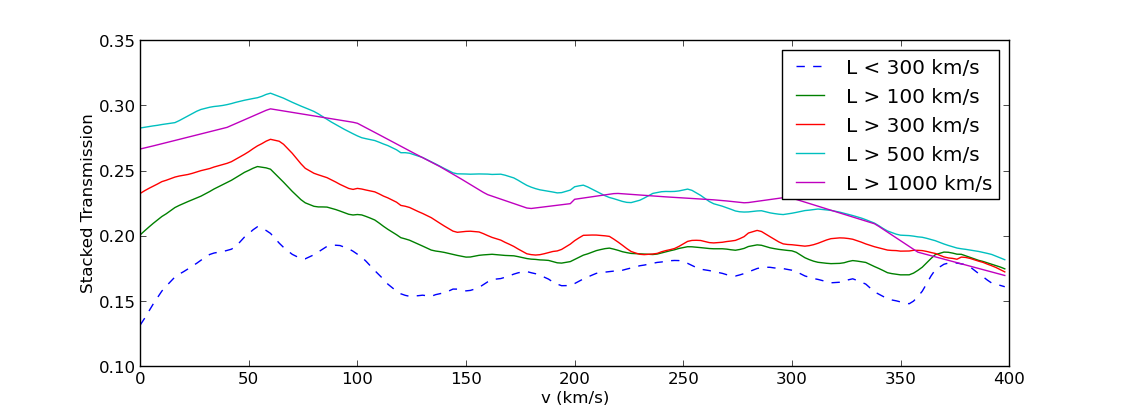 0.35
0.30
0.25
0.20
0.15
0.10
Stacked Transmission
L < 300 km/s
L > 100 km/s
L > 300 km/s
L > 500 km/s
L > 1000 km/s
0 50 100 150 200 250 300 350 400
v (km/s)